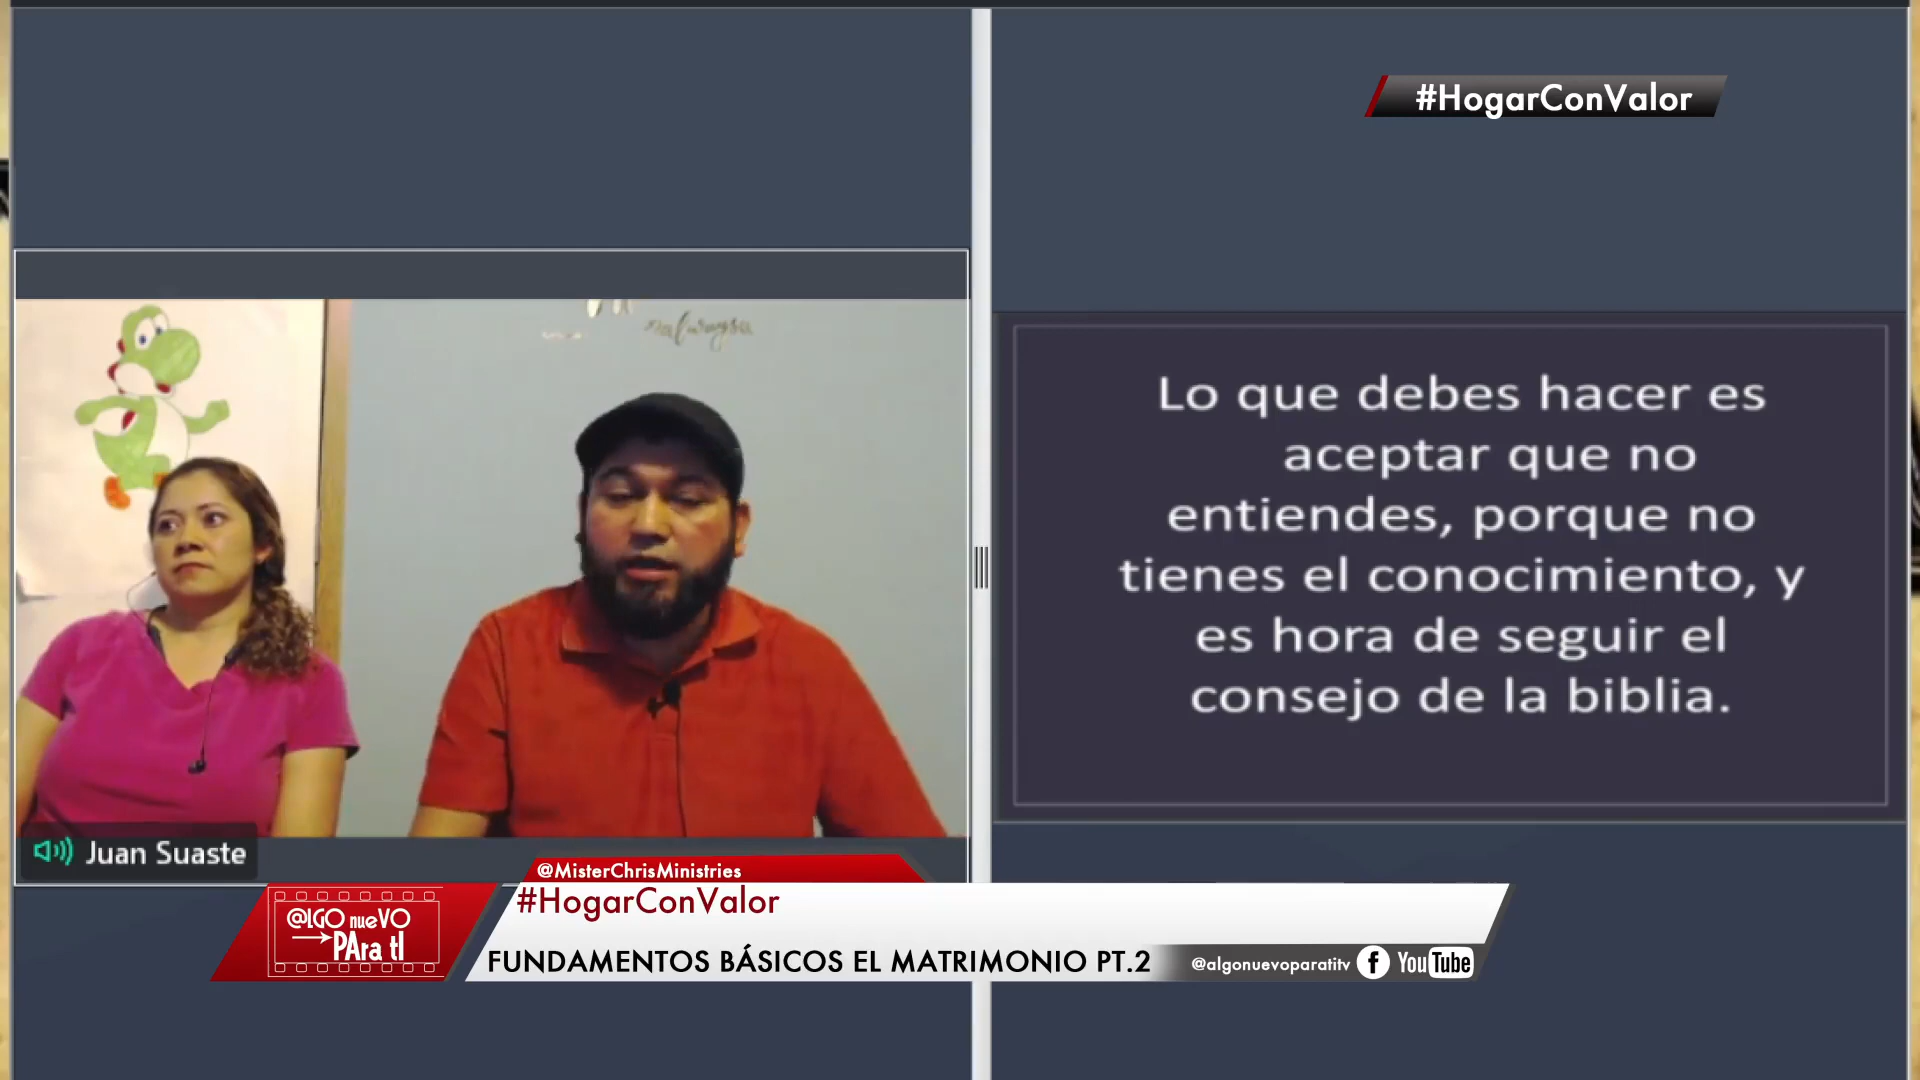 #HogarConValor
Lo que debes hacer es
aceptar que no
entiendes, porque no
tienes el conocimiento, y
es hora de seguir el
consejo de la biblia.
Juan Suaste
@MisterChrisMinistries
#HogarConValor
@LGO nueVO
PAra tI
FUNDAMENTOS BÁSICOS EL MATRIMONIO PT.2
@algonuevoparatitv f YouTube